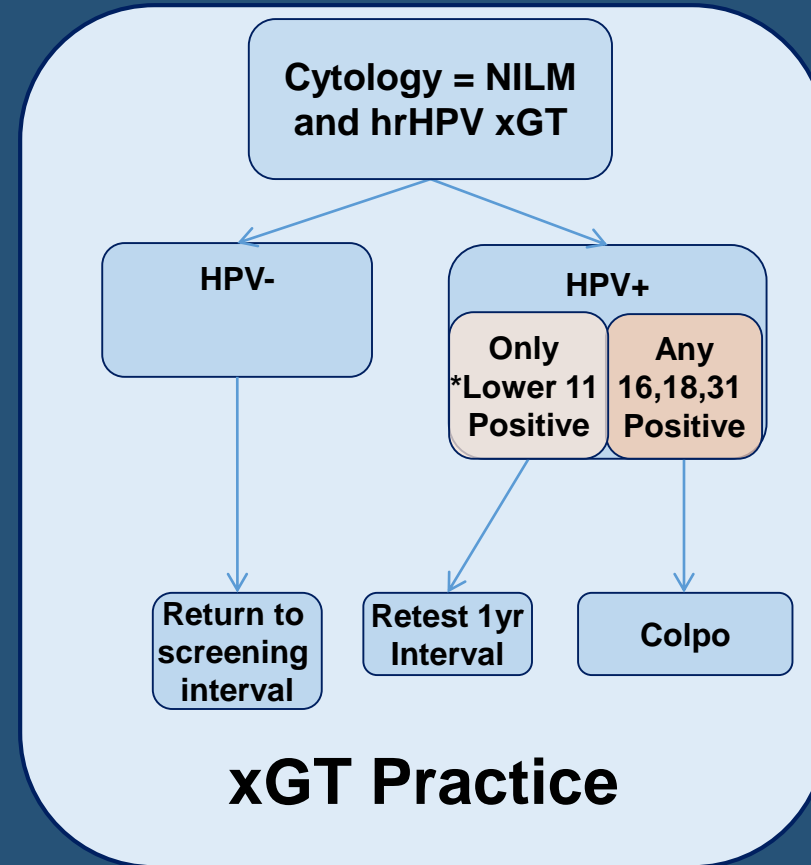 Cytology = NILM
and hrHPV xGT
HPV-
HPV+
Only
*Lower 11
Positive
Any
16,18,31
Positive
Return to
screening
interval
Retest 1yr
Interval
Colpo
xGT Practice